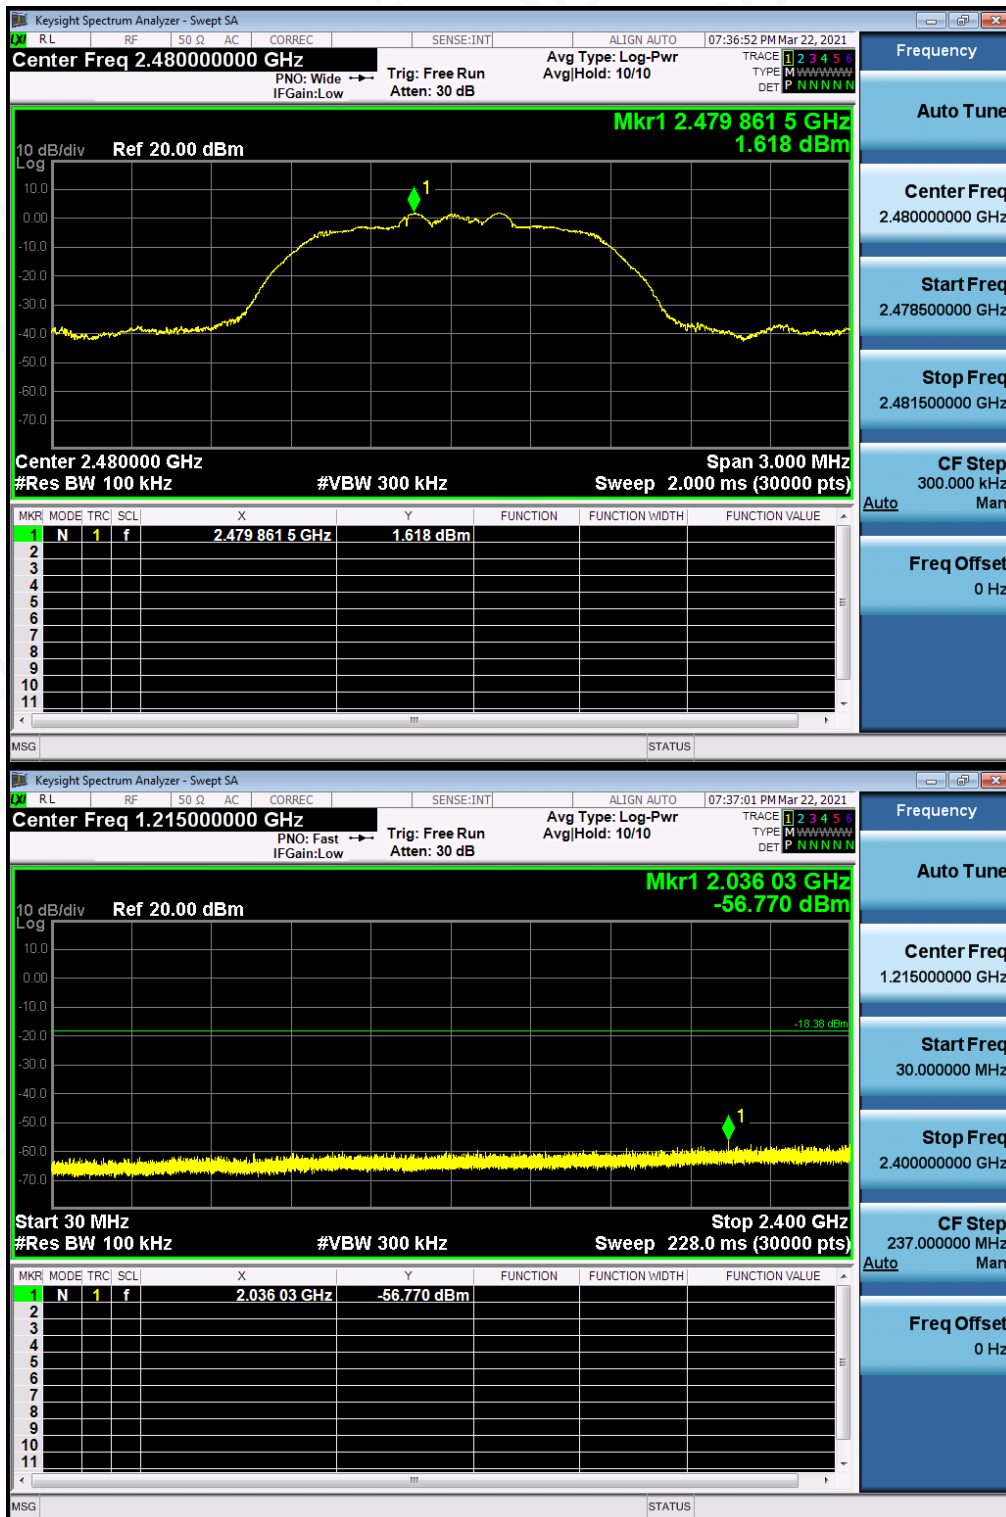 Keysight Spectrum Analyzer - Swept SA
LXI RL RF 50 Ω AC CORREC SENSE:INT ALIGN AUTO 07:36:52 PM Mar 22, 2021
Center Freq 2.480000000 GHz
PNO: Wide
IFGain:Low
Trig: Free Run
Atten: 30 dB
Avg Type: Log-Pwr
Avg|Hold: 10/10
TRACE 1 2 3 4 5 6
TYPE M WWWWW
DET P N N N N N
Mkr1 2.479 861 5 GHz
1.618 dBm
10 dB/div Ref 20.00 dBm
Log
10.0
0.00
-10.0
-20.0
-30.0
-40.0
-50.0
-60.0
-70.0
1
Center 2.480000 GHz Span 3.000 MHz
#Res BW 100 kHz #VBW 300 kHz Sweep 2.000 ms (30000 pts)
MKR MODE TRC SCL X Y FUNCTION FUNCTION WIDTH FUNCTION VALUE
1 N 1 f 2.479 861 5 GHz 1.618 dBm
2
3
4
5
6
7
8
9
10
11
MSG STATUS
Frequency
Auto Tune
Center Freq
2.480000000 GHz
Start Freq
2.478500000 GHz
Stop Freq
2.481500000 GHz
CF Step
300.000 kHz
Auto Man
Freq Offset
0 Hz
Keysight Spectrum Analyzer - Swept SA
LXI RL RF 50 Ω AC CORREC SENSE:INT ALIGN AUTO 07:37:01 PM Mar 22, 2021
Center Freq 1.215000000 GHz
PNO: Fast
IFGain:Low
Trig: Free Run
Atten: 30 dB
Avg Type: Log-Pwr
Avg|Hold: 10/10
TRACE 1 2 3 4 5 6
TYPE M WWWWW
DET P N N N N N
Mkr1 2.036 03 GHz
-56.770 dBm
10 dB/div Ref 20.00 dBm
Log
10.0
0.00
-10.0
-20.0
-30.0
-40.0
-50.0
-60.0
-70.0
-18.38 dBm
1
Start 30 MHz Stop 2.400 GHz
#Res BW 100 kHz #VBW 300 kHz Sweep 228.0 ms (30000 pts)
MKR MODE TRC SCL X Y FUNCTION FUNCTION WIDTH FUNCTION VALUE
1 N 1 f 2.036 03 GHz -56.770 dBm
2
3
4
5
6
7
8
9
10
11
MSG STATUS
Frequency
Auto Tune
Center Freq
1.215000000 GHz
Start Freq
30.000000 MHz
Stop Freq
2.400000000 GHz
CF Step
237.000000 MHz
Auto Man
Freq Offset
0 Hz